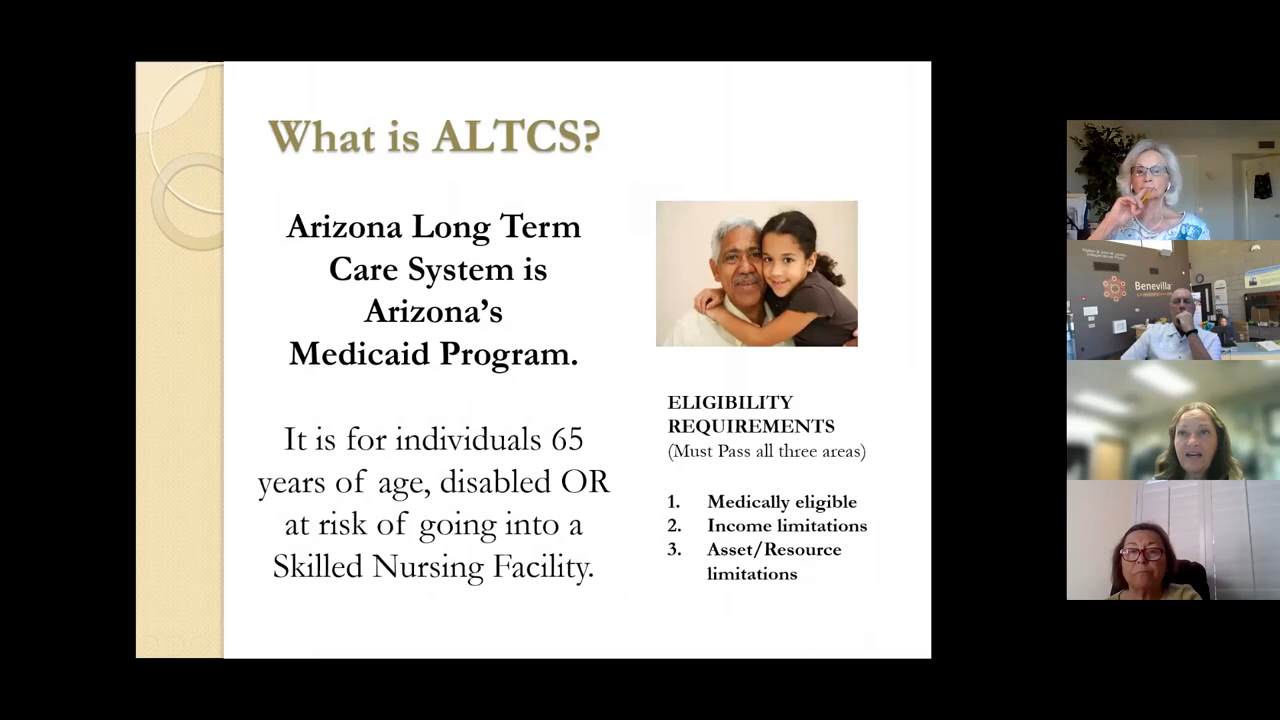 What is ALTCS?
Arizona Long Term
Care System is
Arizona’s
Medicaid Program.
It is for individuals 65
years of age, disabled OR
at risk of going into a
Skilled Nursing Facility.
ELIGIBILITY
REQUIREMENTS
(Must Pass all three areas)
1. Medically eligible
2. Income limitations
3. Asset/Resource
limitations
Benevilla